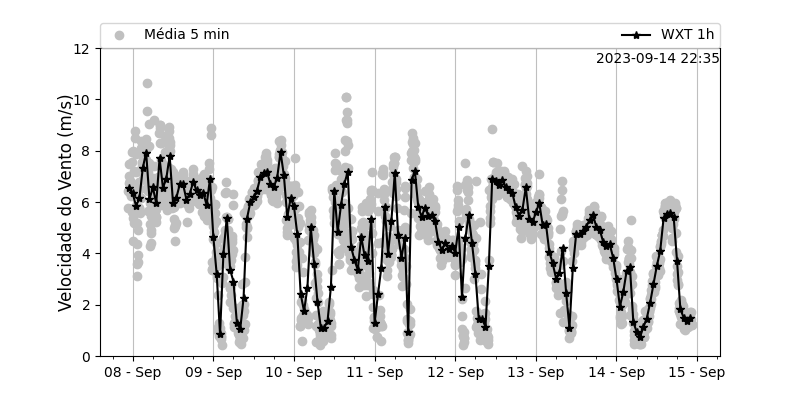 Média 5 min
WXT 1h
2023-09-14 22:35
Velocidade do Vento (m/s)
12
10
8
6
4
2
0
08 - Sep 09 - Sep 10 - Sep 11 - Sep 12 - Sep 13 - Sep 14 - Sep 15 - Sep